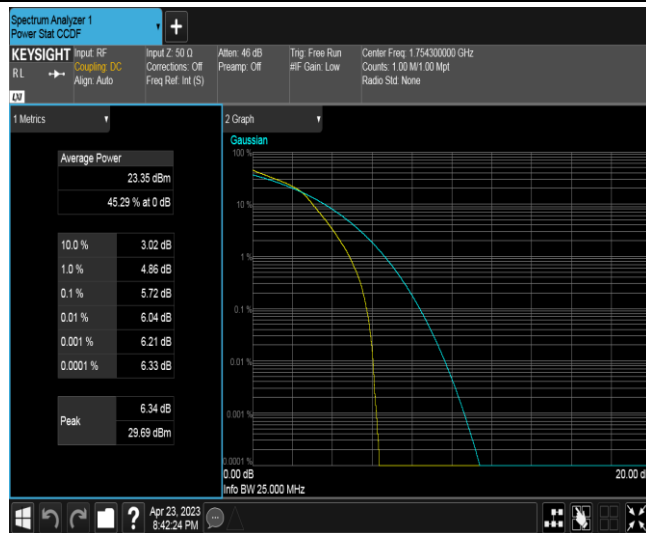 Spectrum Analyzer 1
Power Stat CCDF
+
KEYSIGHT
RL
LXI
Input: RF
Coupling: DC
Align: Auto
Input Z: 50 Ω
Corrections: Off
Freq Ref: Int (S)
Atten: 46 dB
Preamp: Off
Trig: Free Run
#IF Gain: Low
Center Freq: 1.754300000 GHz
Counts: 1.00 M/1.00 Mpt
Radio Std: None
1 Metrics
Average Power
23.35 dBm
45.29 % at 0 dB
10.0 % 3.02 dB
1.0 % 4.86 dB
0.1 % 5.72 dB
0.01 % 6.04 dB
0.001 % 6.21 dB
0.0001 % 6.33 dB
Peak
6.34 dB
29.69 dBm
2 Graph
Gaussian
100 %
10 %
1 %
0.1 %
0.01 %
0.001 %
0.0001 %
0.00 dB
20.00 d
Info BW 25.000 MHz
?
Apr 23, 2023
8:42:24 PM